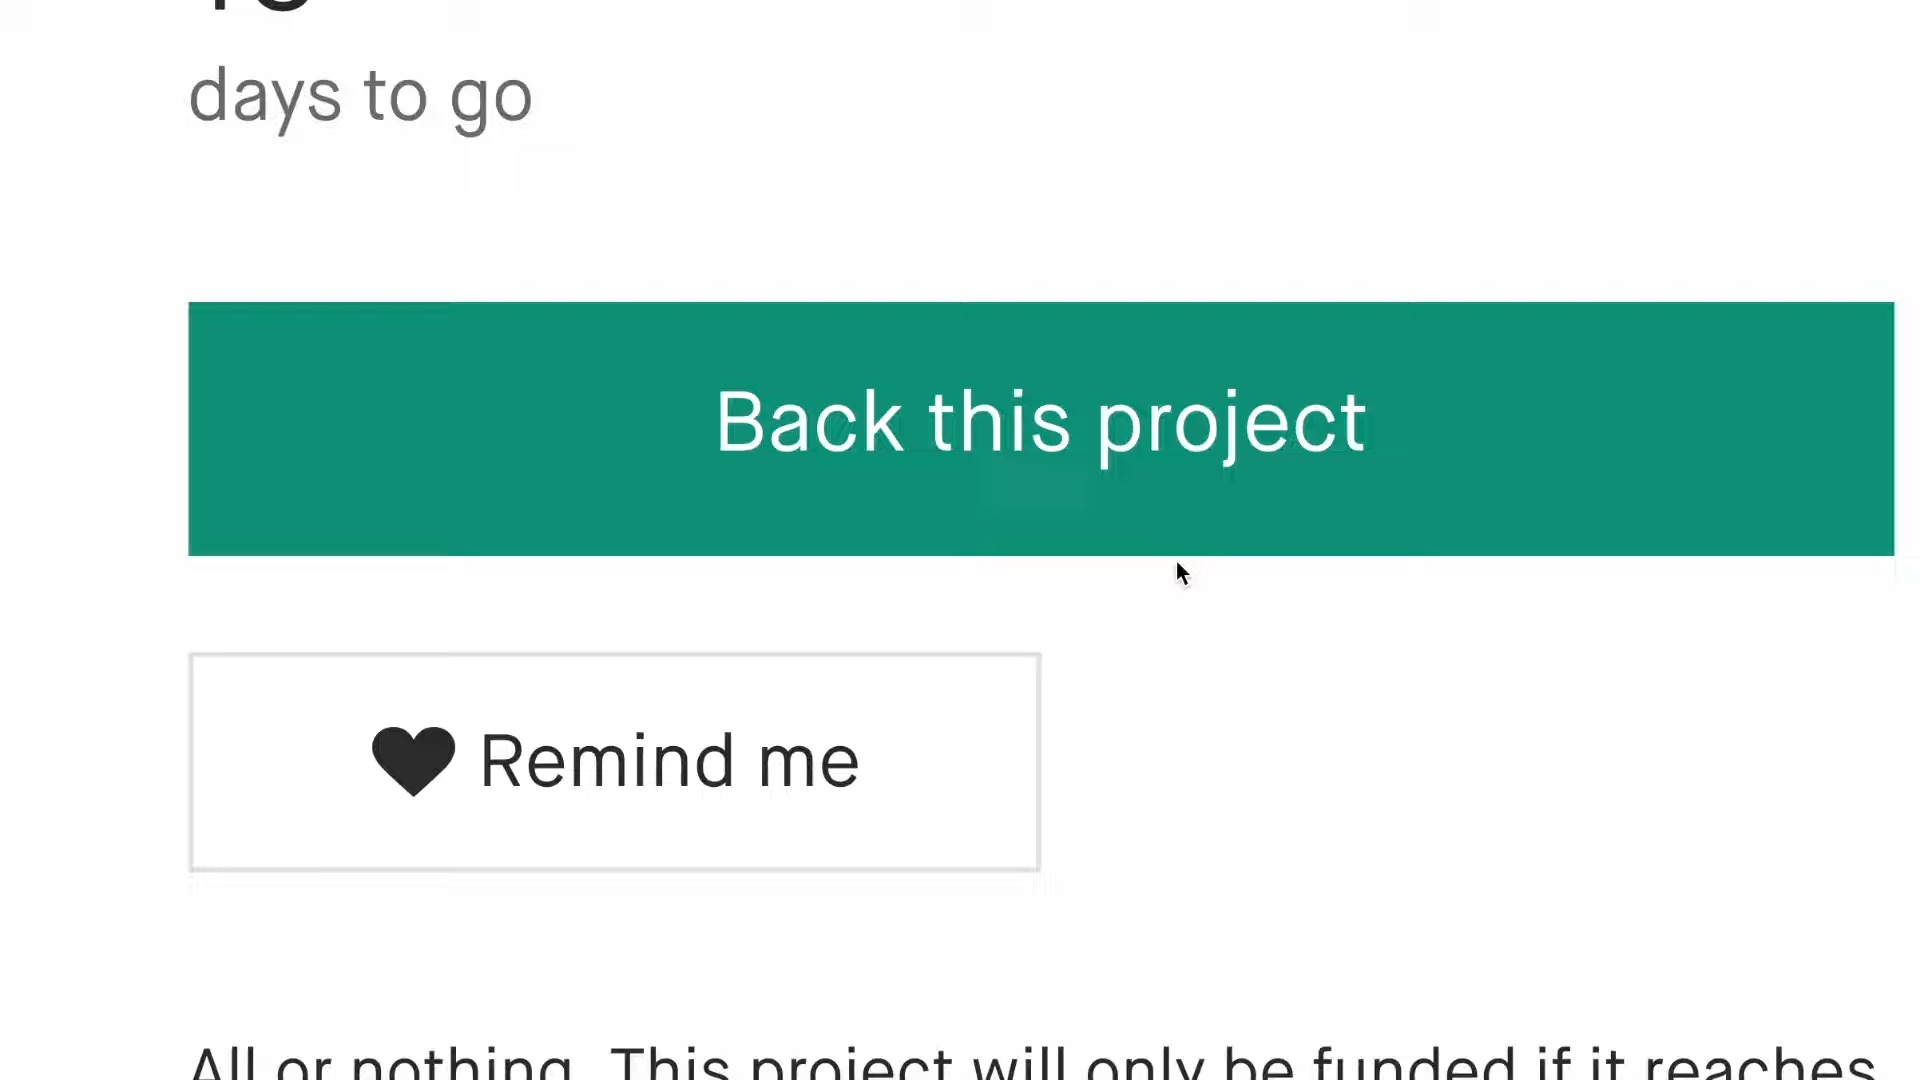 days to go
Back this project
Remind me
All or nothing. This project will only be funded if it reaches